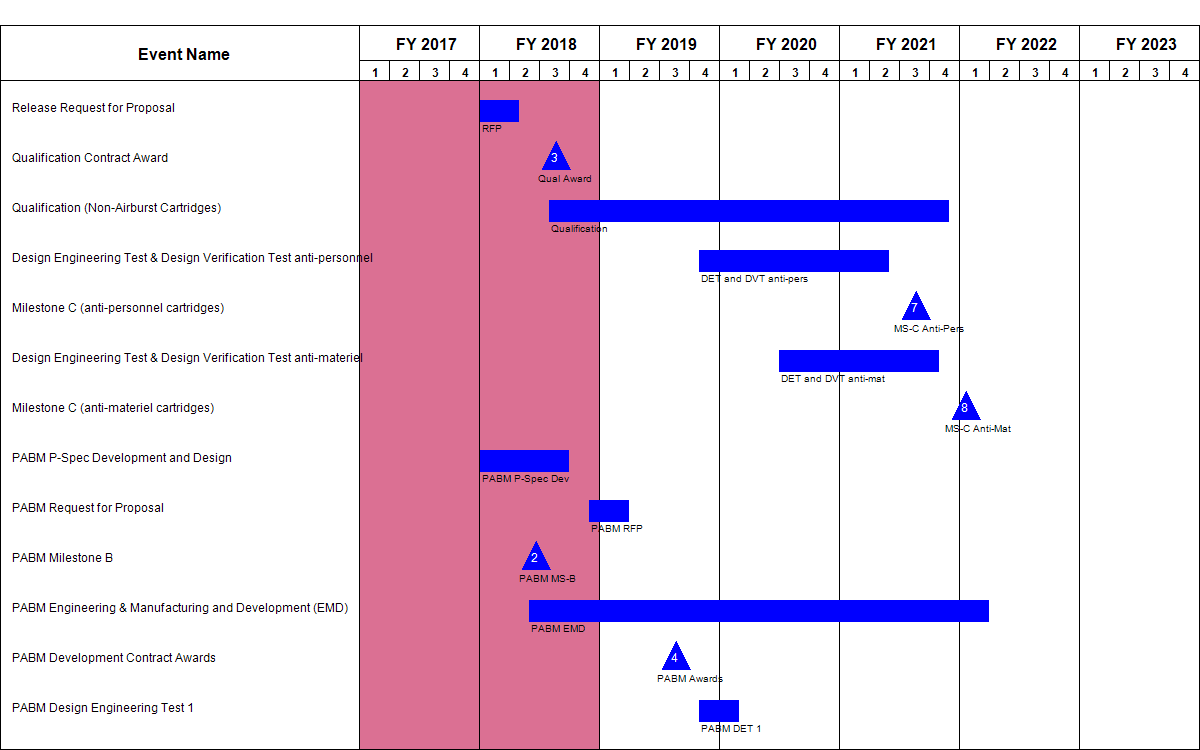 Event Name
FY 2017 FY 2018 FY 2019 FY 2020 FY 2021 FY 2022 FY 2023
1 2 3 4 1 2 3 4 1 2 3 4 1 2 3 4 1 2 3 4 1 2 3 4 1 2 3 4
Release Request for Proposal
RFP
Qualification Contract Award 3
Qual Award
Qualification (Non-Airburst Cartridges)
Qualification
Design Engineering Test & Design Verification Test anti-personnel
DET and DVT anti-pers
Milestone C (anti-personnel cartridges) 7
MS-C Anti-Pers
Design Engineering Test & Design Verification Test anti-materiel
DET and DVT anti-mat
Milestone C (anti-materiel cartridges) 8
MS-C Anti-Mat
PABM P-Spec Development and Design
PABM P-Spec Dev
PABM Request for Proposal
PABM RFP
PABM Milestone B 2
PABM MS-B
PABM Engineering & Manufacturing and Development (EMD)
PABM EMD
PABM Development Contract Awards 4
PABM Awards
PABM Design Engineering Test 1
PABM DET 1